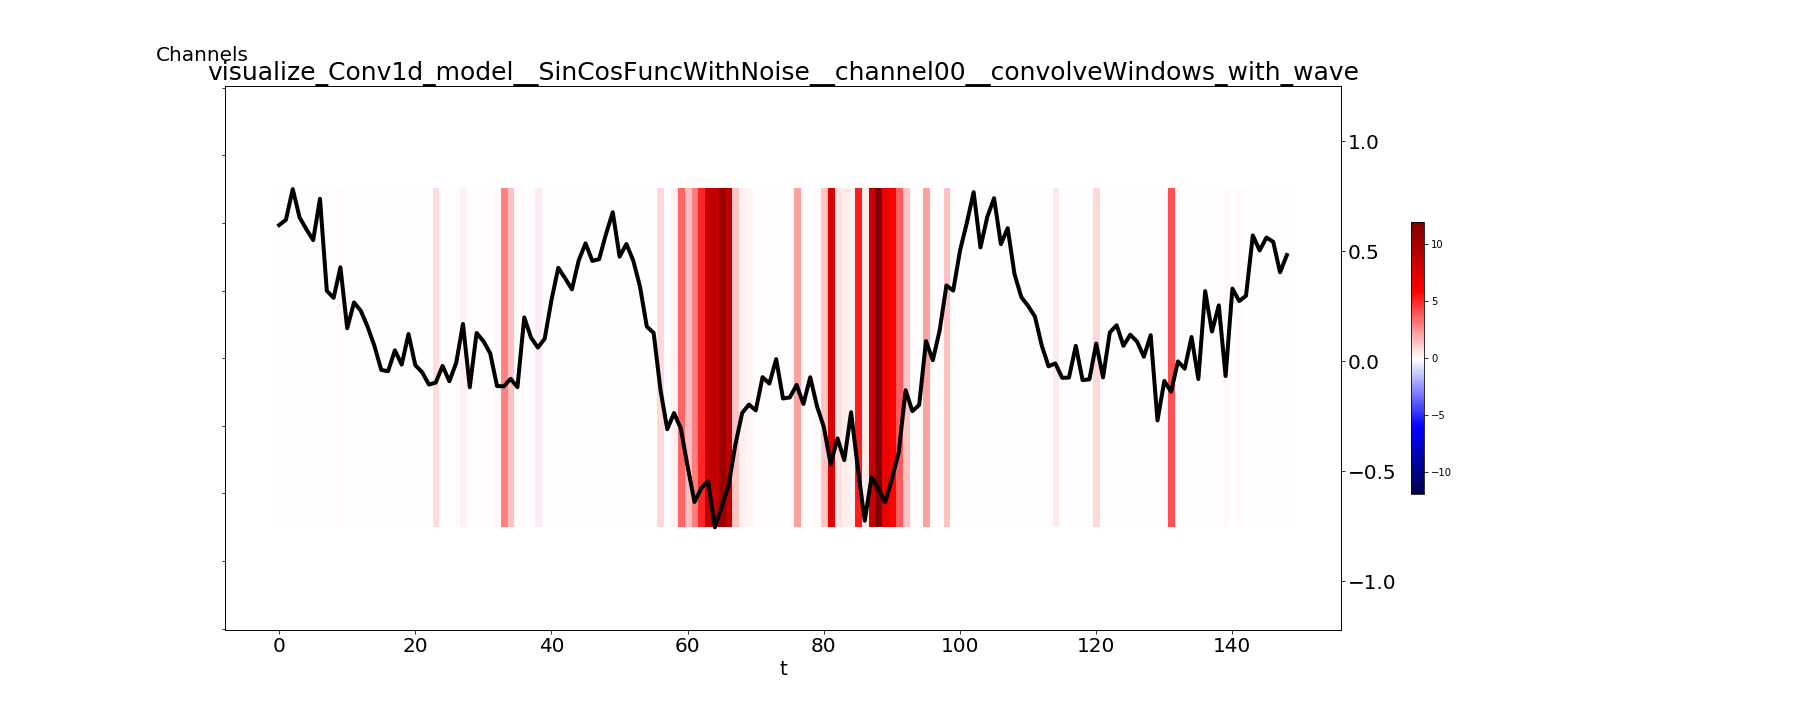 Channels
visualize_Conv1d_model__SinCosFuncWithNoise__channel00__convolveWindows_with_wave
1.0
0.5
0.0
−0.5
−1.0
10
5
0
−5
−10
0 20 40 60 80 100 120 140
t